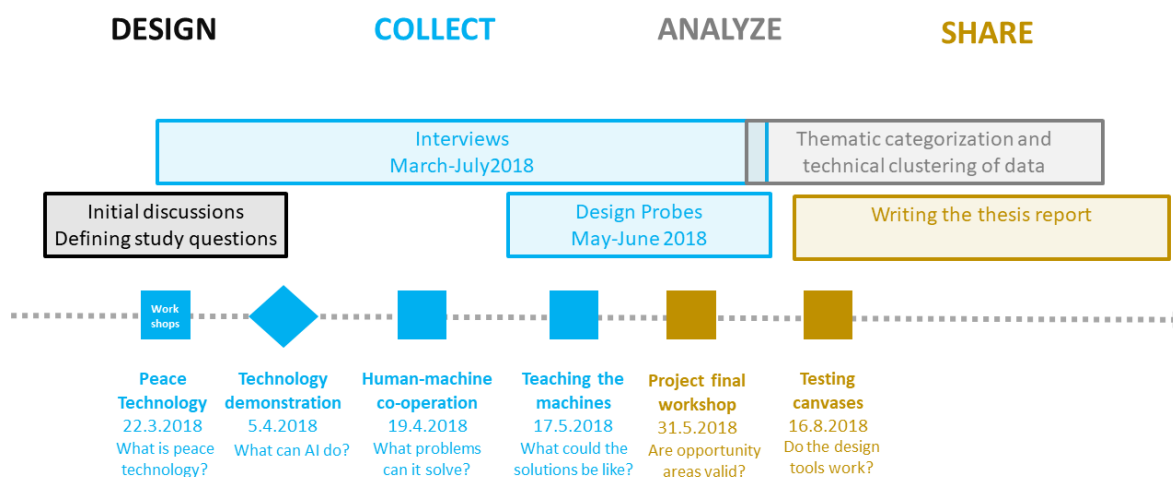 DESIGN
COLLECT
ANALYZE
SHARE
Interviews
March-July2018
Thematic categorization and
technical clustering of data
Initial discussions
Defining study questions
Design Probes
May-June 2018
Writing the thesis report
Work
shops
Peace
Technology
22.3.2018
What is peace
technology?
Technology
demonstration
5.4.2018
What can AI do?
Human-machine
co-operation
19.4.2018
What problems
can it solve?
Teaching the
machines
17.5.2018
What could the
solutions be like?
Project final
workshop
31.5.2018
Are opportunity
areas valid?
Testing
canvases
16.8.2018
Do the design
tools work?